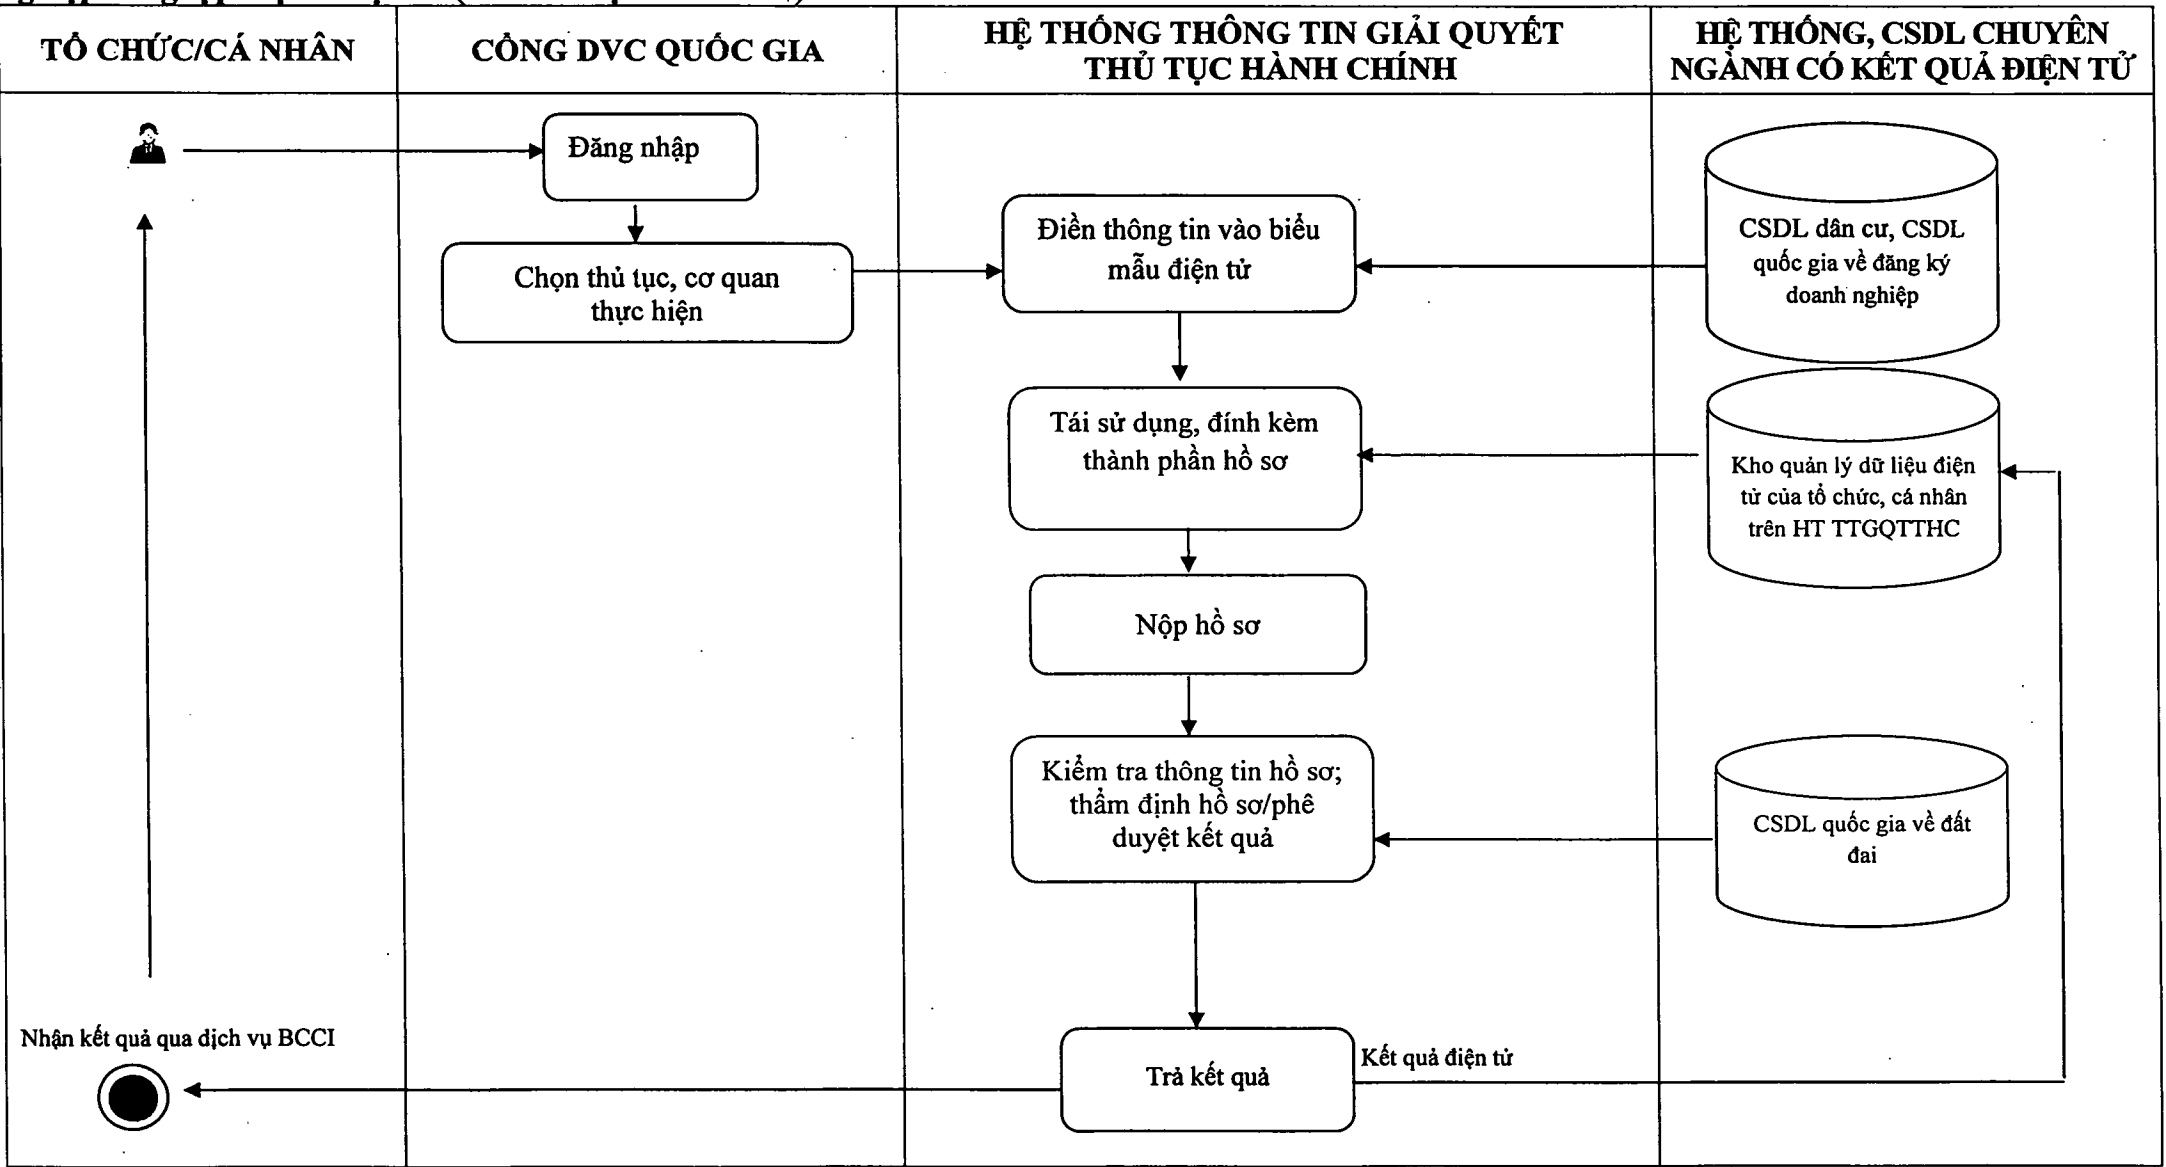 TỔ CHỨC/CÁ NHÂN
CỔNG DVC QUỐC GIA
HỆ THỐNG THÔNG TIN GIẢI QUYẾT
THỦ TỤC HÀNH CHÍNH
HỆ THỐNG, CSDL CHUYÊN
NGÀNH CÓ KẾT QUẢ ĐIỆN TỬ
Đăng nhập
Chọn thủ tục, cơ quan
thực hiện
Điền thông tin vào biểu
mẫu điện tử
CSDL dân cư, CSDL
quốc gia về đăng ký
doanh nghiệp
Tái sử dụng, đính kèm
thành phần hồ sơ
Kho quản lý dữ liệu điện
tử của tổ chức, cá nhân
trên HT TTGQTTHC
Nộp hồ sơ
Kiểm tra thông tin hồ sơ;
thẩm định hồ sơ/phê
duyệt kết quả
CSDL quốc gia về đất
đai
Nhận kết quả qua dịch vụ BCCI
Trả kết quả
Kết quả điện tử